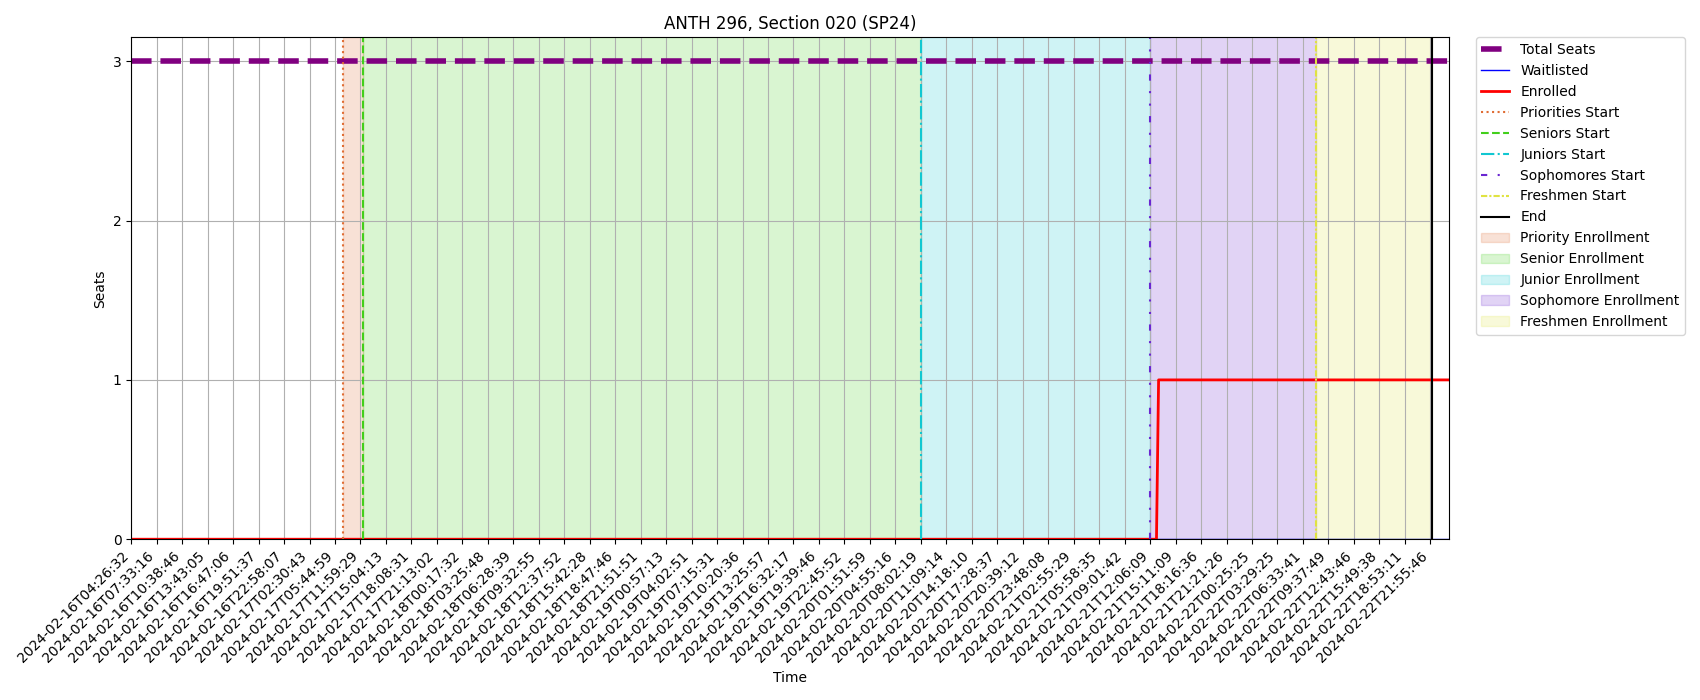 ANTH 296, Section 020 (SP24)
3
2
1
0
Seats
2024-02-16T04:26:32
2024-02-16T07:33:16
2024-02-16T10:38:46
2024-02-16T13:43:05
2024-02-16T16:47:06
2024-02-16T19:51:37
2024-02-16T22:58:07
2024-02-17T02:30:43
2024-02-17T05:44:59
2024-02-17T11:59:29
2024-02-17T15:04:13
2024-02-17T18:08:31
2024-02-17T21:13:02
2024-02-18T00:17:32
2024-02-18T03:25:48
2024-02-18T06:28:39
2024-02-18T09:32:55
2024-02-18T12:37:52
2024-02-18T15:42:28
2024-02-18T18:47:46
2024-02-18T21:51:51
2024-02-19T00:57:13
2024-02-19T04:02:51
2024-02-19T07:15:31
2024-02-19T10:20:36
2024-02-19T13:25:57
2024-02-19T16:32:17
2024-02-19T19:39:46
2024-02-19T22:45:52
2024-02-20T01:51:59
2024-02-20T04:55:16
2024-02-20T08:02:19
2024-02-20T11:09:14
2024-02-20T14:18:10
2024-02-20T17:28:37
2024-02-20T20:39:12
2024-02-20T23:48:08
2024-02-21T02:55:29
2024-02-21T05:58:35
2024-02-21T09:01:42
2024-02-21T12:06:09
2024-02-21T15:11:09
2024-02-21T18:16:36
2024-02-21T21:21:26
2024-02-22T00:25:25
2024-02-22T03:29:25
2024-02-22T06:33:41
2024-02-22T09:37:49
2024-02-22T12:43:46
2024-02-22T15:49:38
2024-02-22T18:53:11
2024-02-22T21:55:46
Time
Total Seats
Waitlisted
Enrolled
Priorities Start
Seniors Start
Juniors Start
Sophomores Start
Freshmen Start
End
Priority Enrollment
Senior Enrollment
Junior Enrollment
Sophomore Enrollment
Freshmen Enrollment